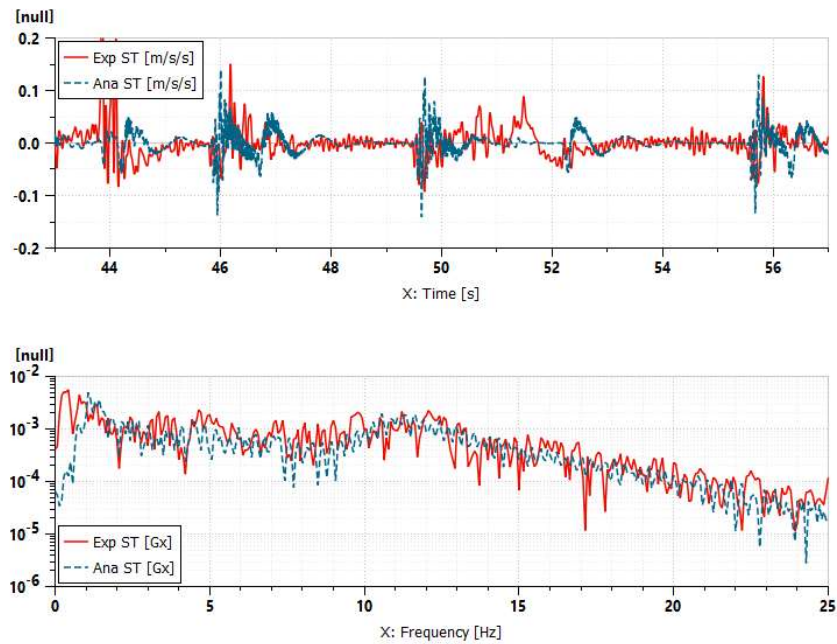 [null]
0.2
Exp ST [m/s/s]
Ana ST [m/s/s]
0.1
0.0
-0.1
-0.2
44 46 48 50 52 54 56
X: Time [s]
[null]
10-2
10-3
10-4
10-5
Exp ST [Gx]
Ana ST [Gx]
10-6
0 5 10 15 20 25
X: Frequency [Hz]